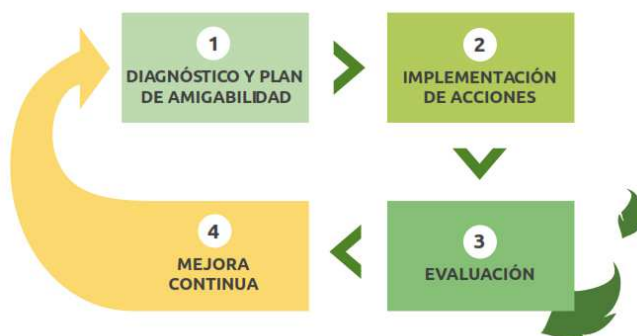 1
DIAGNÓSTICO Y PLAN
DE AMIGABILIDAD
2
IMPLEMENTACIÓN
DE ACCIONES
3
EVALUACIÓN
4
MEJORA
CONTINUA